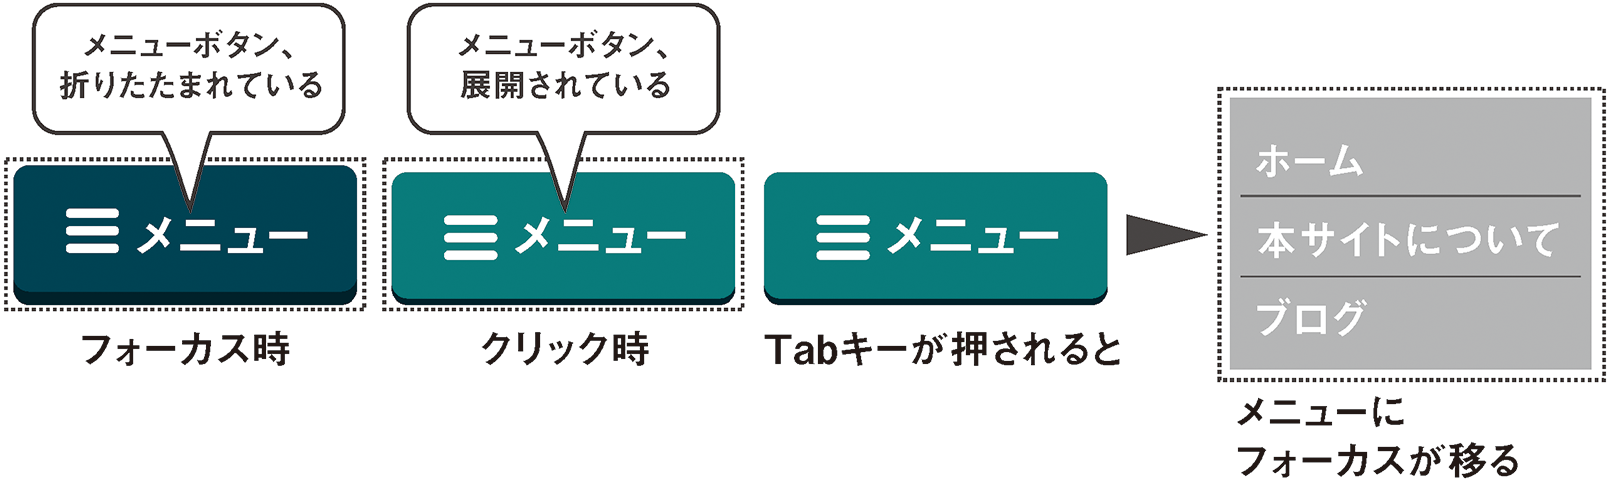 メニューボタン、
折りたたまれている
メニュー
フォーカス時
メニューボタン、
展開されている
メニュー
クリック時
メニュー
Tabキーが押されると
ホーム
本サイトについて
ブログ
メニューに
フォーカスが移る